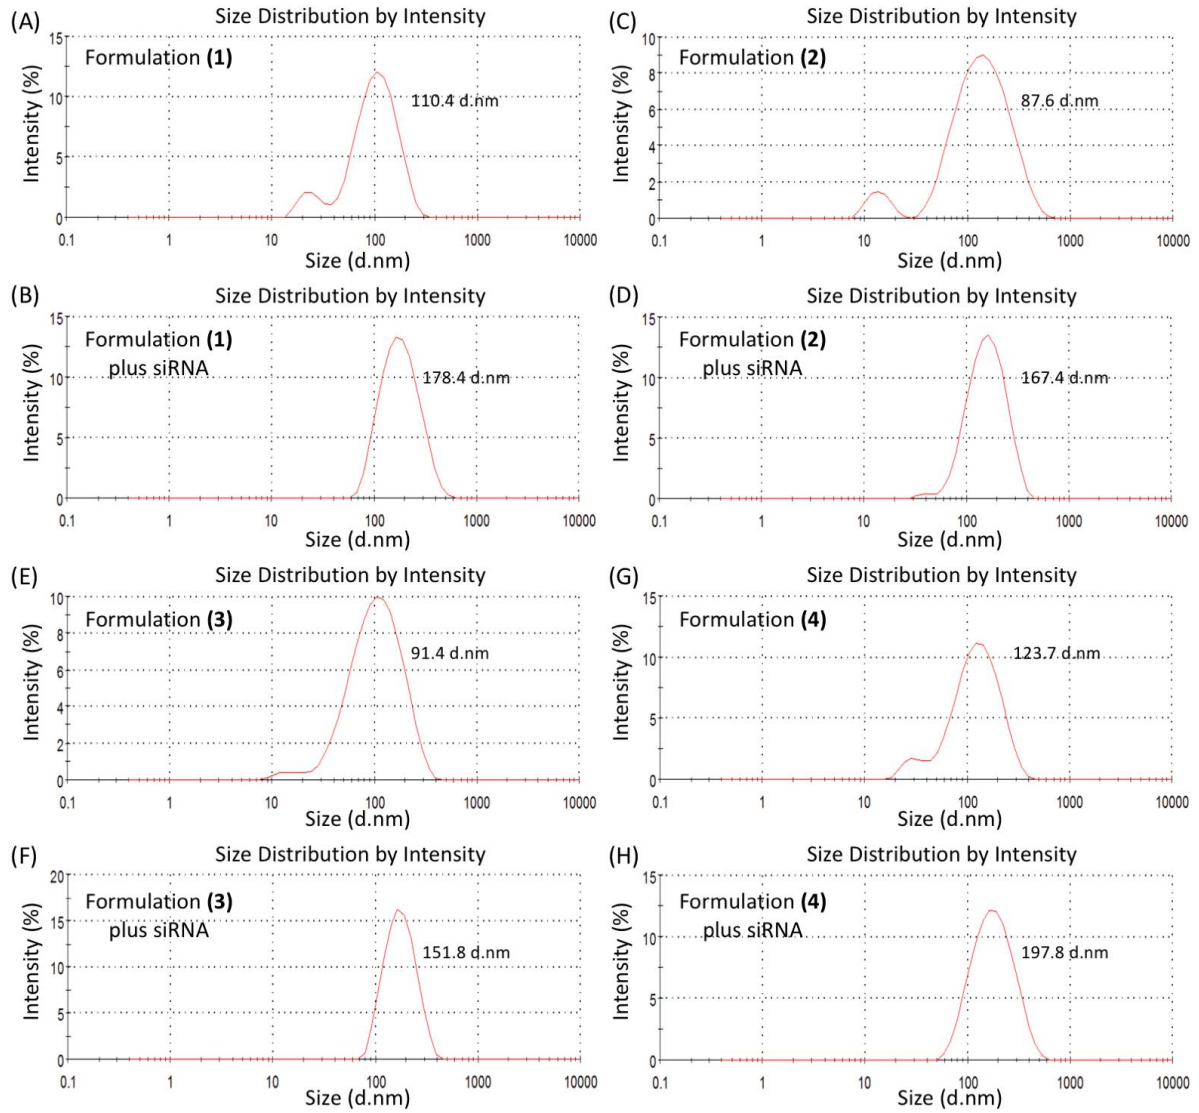 (A)
Size Distribution by Intensity
Formulation (1)
110.4 d.nm
Intensity (%)
15
10
5
0
0.1 1 10 100 1000 10000
Size (d.nm)
(C)
Size Distribution by Intensity
Formulation (2)
87.6 d.nm
Intensity (%)
10
8
6
4
2
0
0.1 1 10 100 1000 10000
Size (d.nm)
(B)
Size Distribution by Intensity
Formulation (1)
plus siRNA
178.4 d.nm
Intensity (%)
15
10
5
0
0.1 1 10 100 1000 10000
Size (d.nm)
(D)
Size Distribution by Intensity
Formulation (2)
plus siRNA
167.4 d.nm
Intensity (%)
15
10
5
0
0.1 1 10 100 1000 10000
Size (d.nm)
(E)
Size Distribution by Intensity
Formulation (3)
91.4 d.nm
Intensity (%)
10
8
6
4
2
0
0.1 1 10 100 1000 10000
Size (d.nm)
(G)
Size Distribution by Intensity
Formulation (4)
123.7 d.nm
Intensity (%)
15
10
5
0
0.1 1 10 100 1000 10000
Size (d.nm)
(F)
Size Distribution by Intensity
Formulation (3)
plus siRNA
151.8 d.nm
Intensity (%)
20
15
10
5
0
0.1 1 10 100 1000 10000
Size (d.nm)
(H)
Size Distribution by Intensity
Formulation (4)
plus siRNA
197.8 d.nm
Intensity (%)
15
10
5
0
0.1 1 10 100 1000 10000
Size (d.nm)